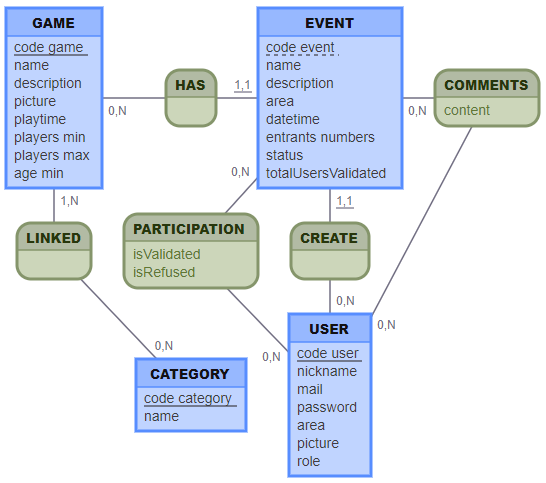 GAME
code game
name
description
picture
playtime
players min
players max
age min
0,N
HAS
1,1
EVENT
code event
name
description
area
datetime
entrants numbers
status
totalUsersValidated
0,N
COMMENTS
content
0,N
1,N
1,1
LINKED
PARTICIPATION
isValidated
isRefused
CREATE
0,N
0,N
0,N
0,N
CATEGORY
code category
name
USER
code user
nickname
mail
password
area
picture
role